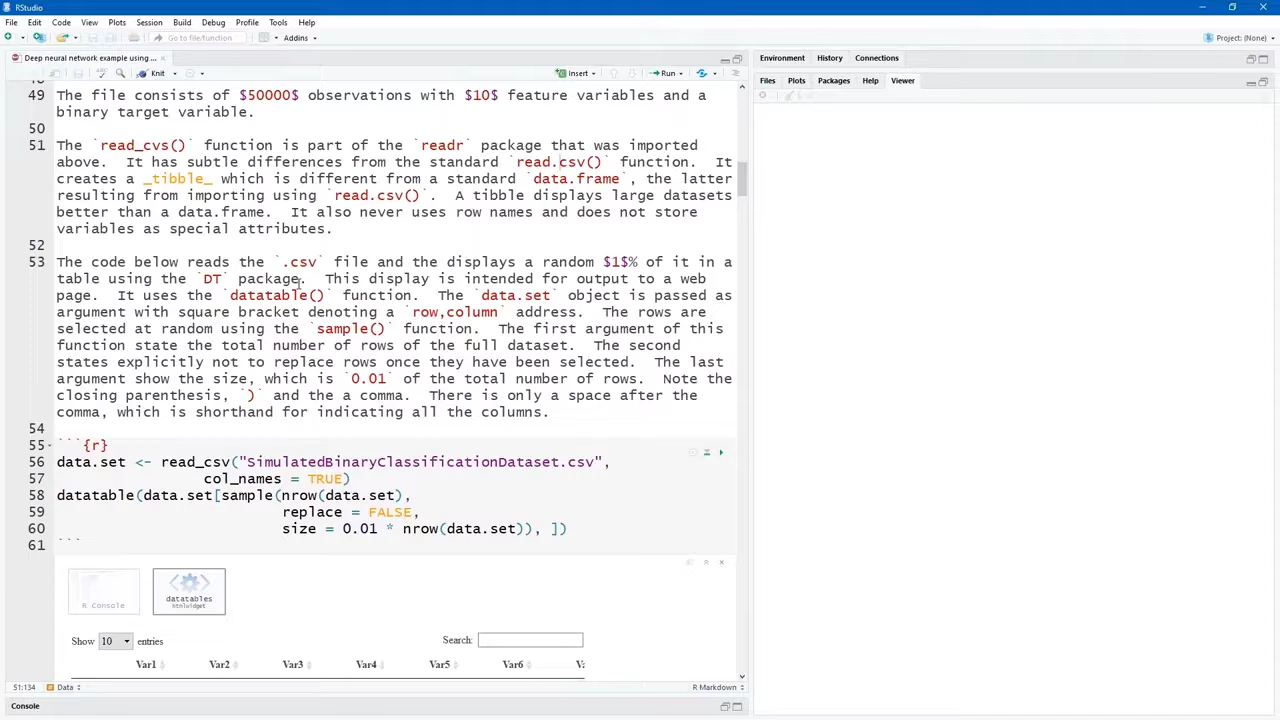 RStudio
File Edit Code View Plots Session Build Debug Profile Tools Help
Go to file/function Addins Project: (None)
Deep neural network example using ...
Knit Insert Run
49 The file consists of $50000$ observations with $10$ feature variables and a
binary target variable.
50
51 The `read_cvs()` function is part of the `readr` package that was imported
above.  It has subtle differences from the standard `read.csv()` function.  It
creates a _tibble_ which is different from a standard `data.frame`, the latter
resulting from importing using `read.csv()`.  A tibble displays large datasets
better than a data.frame.  It also never uses row names and does not store
variables as special attributes.
52
53 The code below reads the `.csv` file and the displays a random $1$% of it in a
table using the `DT` package.  This display is intended for output to a web
page.  It uses the `datatable()` function.  The `data.set` object is passed as
argument with square bracket denoting a `row,column` address.  The rows are
selected at random using the `sample()` function.  The first argument of this
function state the total number of rows of the full dataset.  The second
states explicitly not to replace rows once they have been selected.  The last
argument show the size, which is `0.01` of the total number of rows.  Note the
closing parenthesis, `)` and the a comma.  There is only a space after the
comma, which is shorthand for indicating all the columns.
54
55 ```{r}
56 data.set <- read_csv("SimulatedBinaryClassificationDataset.csv",
57 col_names = TRUE)
58 datatable(data.set[sample(nrow(data.set),
59 replace = FALSE,
60 size = 0.01 * nrow(data.set)), ])
61 ```
R Console
datatables
htmlwidget
Show 10 entries Search:
Var1 Var2 Var3 Var4 Var5 Var6
51:134 Data R Markdown
Console
Environment History Connections
Files Plots Packages Help Viewer